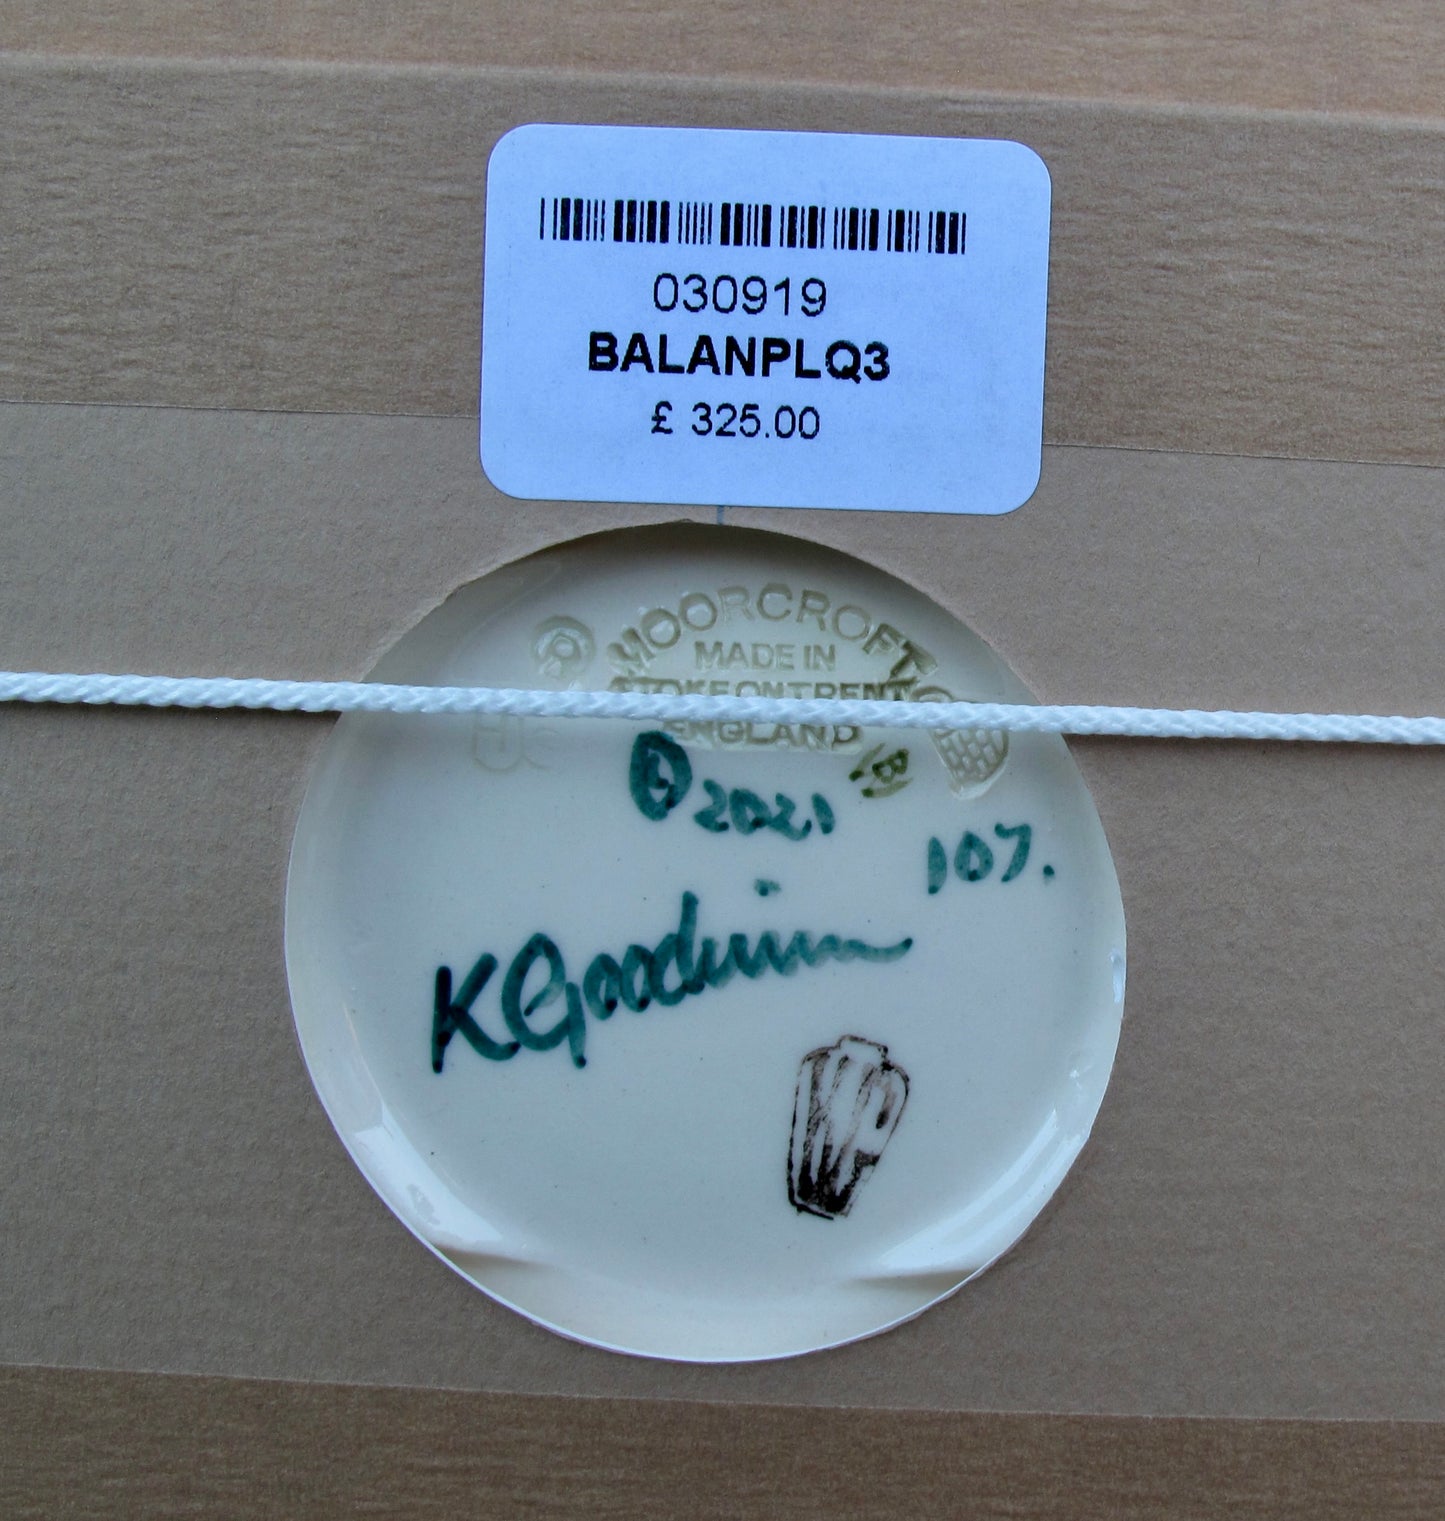 030919
BALANPLQ3
£ 325.00
MOORCROFT
MADE IN
STOKE ON TRENT
ENGLAND
© 2021
107.
KGoodwin